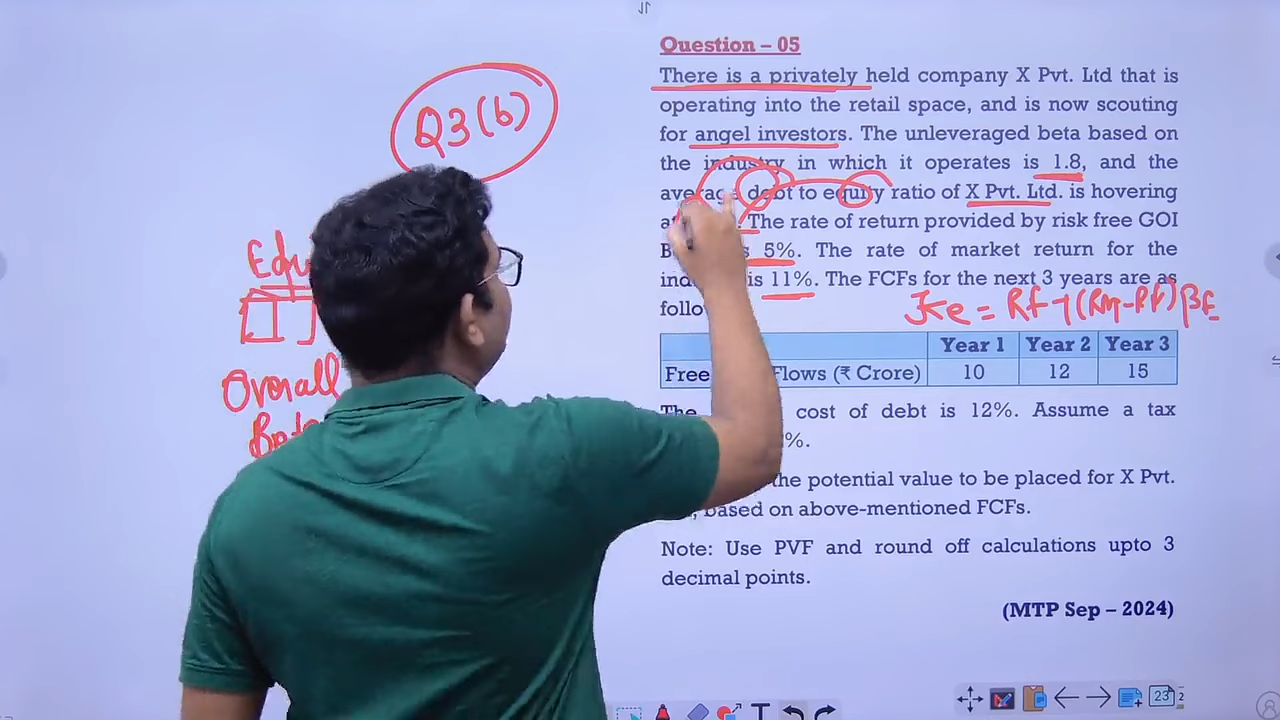 Question – 05
There is a privately held company X Pvt. Ltd that is
operating into the retail space, and is now scouting
for angel investors. The unleveraged beta based on
the industry in which it operates is 1.8, and the
average debt to equity ratio of X Pvt. Ltd. is hovering
The rate of return provided by risk free GOI
5%. The rate of market return for the
is 11%. The FCFs for the next 3 years are as
Q3(b)
Ke = Rf + (Rm - Rf) βE
Year 1 Year 2 Year 3
Free Flows (₹ Crore) 10 12 15
cost of debt is 12%. Assume a tax
%.
the potential value to be placed for X Pvt.
based on above-mentioned FCFs.
Note: Use PVF and round off calculations upto 3
decimal points.
(MTP Sep – 2024)
Overall
T
23
2